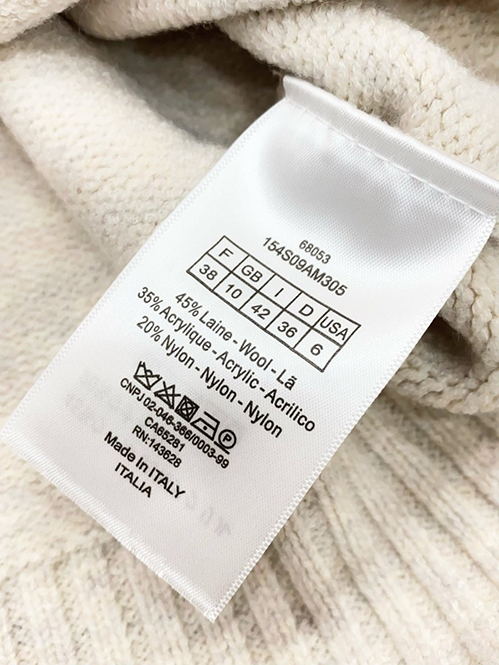 68053
154S09AM305
F GB I D USA
38 10 42 36 6
45% Laine - Wool - Lã
35% Acrylique - Acrylic - Acrilico
20% Nylon - Nylon - Nylon
P
CNPJ 02-046-366/0003-99
CA65281
RN:143628
Made In ITALY
ITALIA